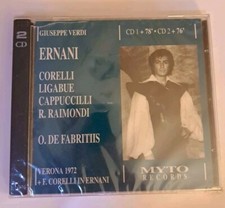 2
CD
GIUSEPPE VERDI
ERNANI
CORELLI
LIGABUE
CAPPUCCILLI
R. RAIMONDI
O. DE FABRITIIS
VERONA 1972
+ F. CORELLI IN ERNANI
CD 1 + 78' • CD 2 + 76'
MYTO
RECORDS